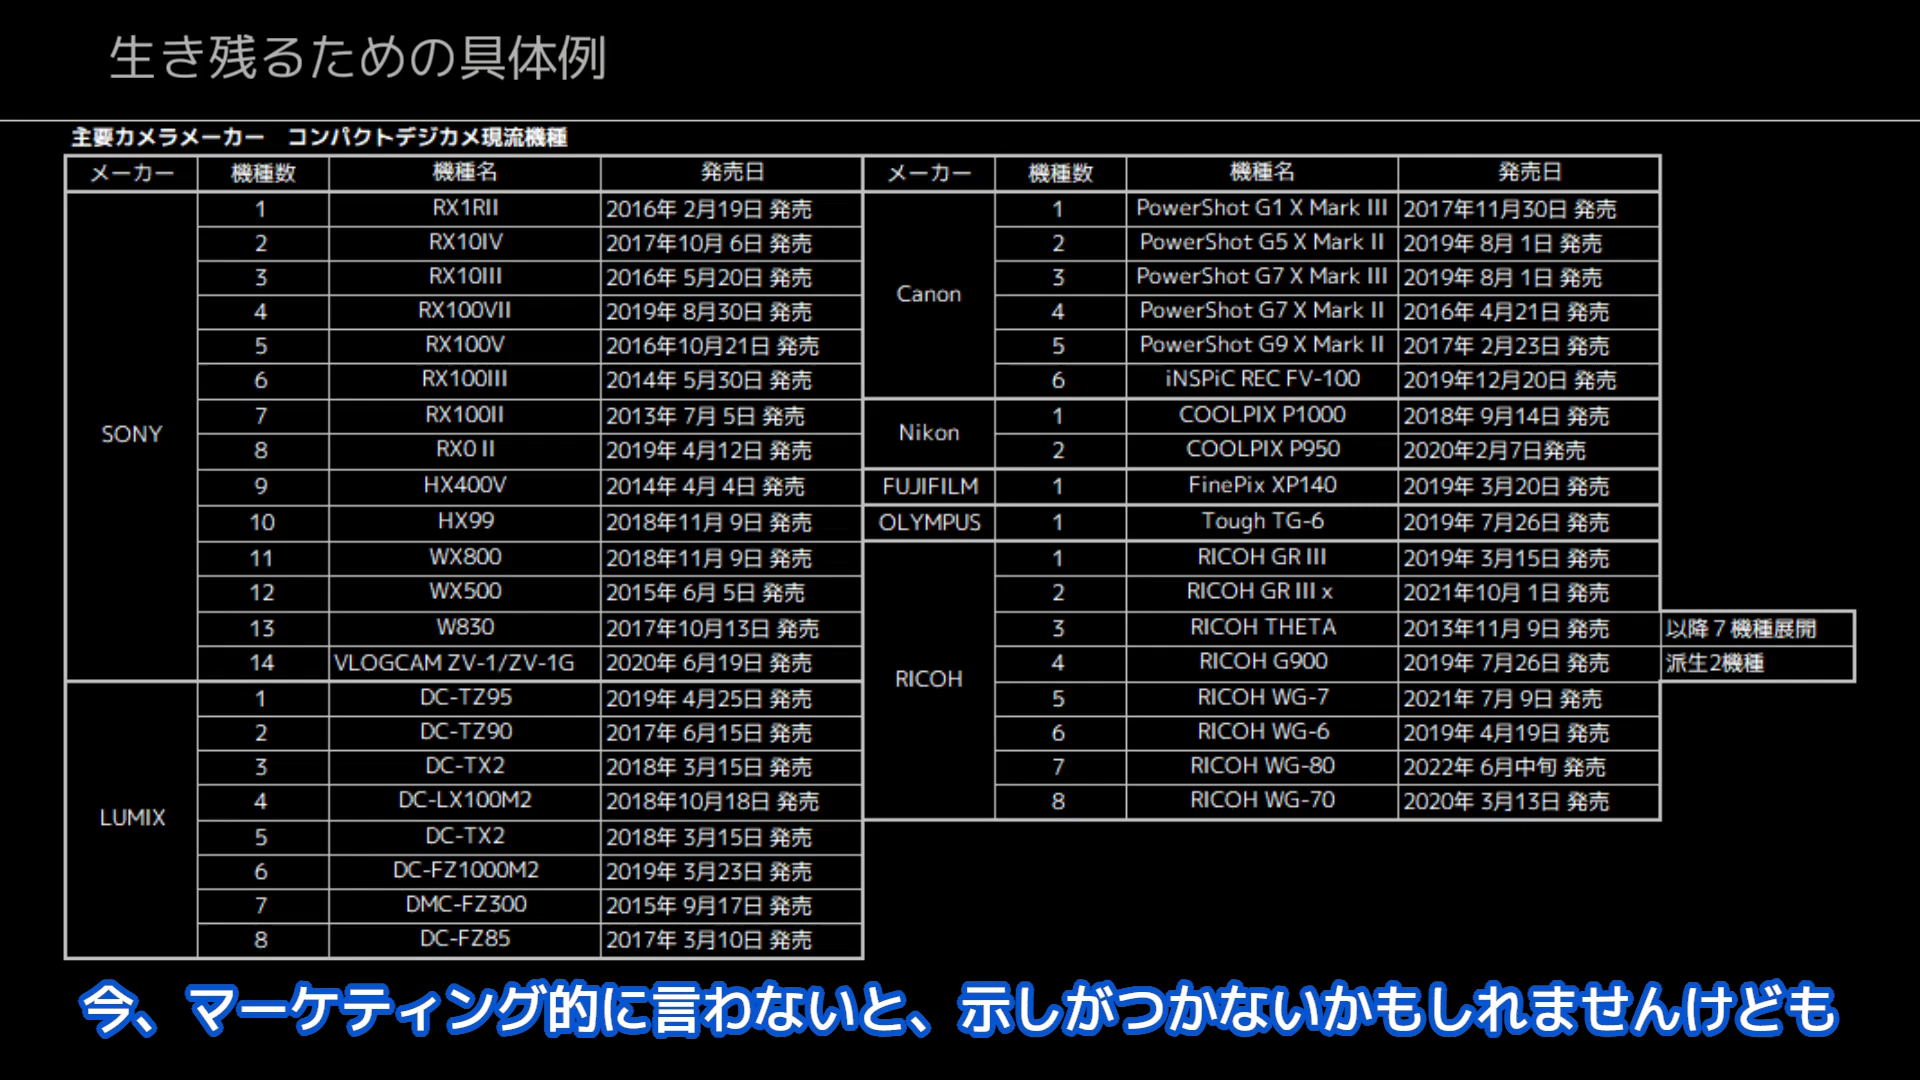 生き残るための具体例
主要カメラメーカー　コンパクトデジカメ現流機種
メーカー 機種数 機種名 発売日
SONY
1 RX1RII 2016年 2月19日 発売
2 RX10IV 2017年10月 6日 発売
3 RX10III 2016年 5月20日 発売
4 RX100VII 2019年 8月30日 発売
5 RX100V 2016年10月21日 発売
6 RX100III 2014年 5月30日 発売
7 RX100II 2013年 7月 5日 発売
8 RX0 II 2019年 4月12日 発売
9 HX400V 2014年 4月 4日 発売
10 HX99 2018年11月 9日 発売
11 WX800 2018年11月 9日 発売
12 WX500 2015年 6月 5日 発売
13 W830 2017年10月13日 発売
14 VLOGCAM ZV-1/ZV-1G 2020年 6月19日 発売
LUMIX
1 DC-TZ95 2019年 4月25日 発売
2 DC-TZ90 2017年 6月15日 発売
3 DC-TX2 2018年 3月15日 発売
4 DC-LX100M2 2018年10月18日 発売
5 DC-TX2 2018年 3月15日 発売
6 DC-FZ1000M2 2019年 3月23日 発売
7 DMC-FZ300 2015年 9月17日 発売
8 DC-FZ85 2017年 3月10日 発売
メーカー 機種数 機種名 発売日
Canon
1 PowerShot G1 X Mark III 2017年11月30日 発売
2 PowerShot G5 X Mark II 2019年 8月 1日 発売
3 PowerShot G7 X Mark III 2019年 8月 1日 発売
4 PowerShot G7 X Mark II 2016年 4月21日 発売
5 PowerShot G9 X Mark II 2017年 2月23日 発売
6 iNSPiC REC FV-100 2019年12月20日 発売
Nikon
1 COOLPIX P1000 2018年 9月14日 発売
2 COOLPIX P950 2020年2月7日発売
FUJIFILM 1 FinePix XP140 2019年 3月20日 発売
OLYMPUS 1 Tough TG-6 2019年 7月26日 発売
RICOH
1 RICOH GR III 2019年 3月15日 発売
2 RICOH GR III x 2021年10月 1日 発売
3 RICOH THETA 2013年11月 9日 発売 以降７機種展開
4 RICOH G900 2019年 7月26日 発売 派生2機種
5 RICOH WG-7 2021年 7月 9日 発売
6 RICOH WG-6 2019年 4月19日 発売
7 RICOH WG-80 2022年 6月中旬 発売
8 RICOH WG-70 2020年 3月13日 発売
今、マーケティング的に言わないと、示しがつかないかもしれませんけども